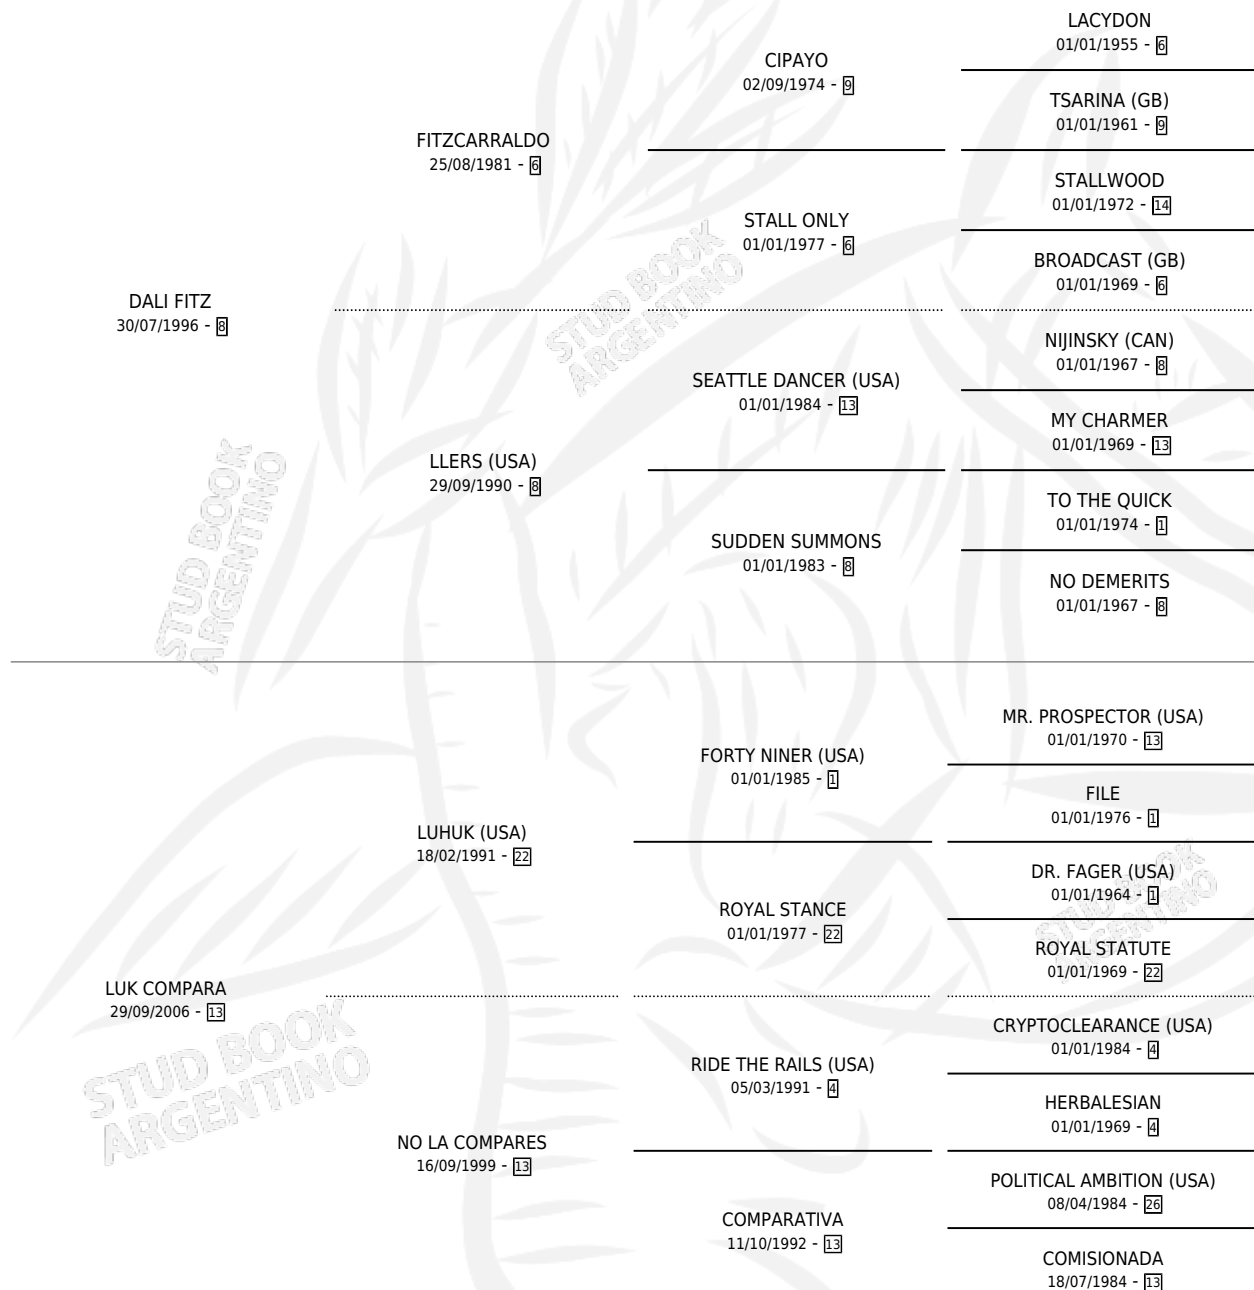 LACYDON
01/01/1955 - 6
CIPAYO
02/09/1974 - 9
TSARINA (GB)
01/01/1961 - 9
FITZCARRALDO
25/08/1981 - 6
STALLWOOD
01/01/1972 - 14
STALL ONLY
01/01/1977 - 6
BROADCAST (GB)
01/01/1969 - 6
DALI FITZ
30/07/1996 - 8
STUD BOOK
ARGENTINO
NIJINSKY (CAN)
01/01/1967 - 8
SEATTLE DANCER (USA)
01/01/1984 - 13
MY CHARMER
01/01/1969 - 13
LLERS (USA)
29/09/1990 - 8
TO THE QUICK
01/01/1974 - 1
SUDDEN SUMMONS
01/01/1983 - 8
NO DEMERITS
01/01/1967 - 8
STUD BOOK
ARGENTINO
MR. PROSPECTOR (USA)
01/01/1970 - 13
FORTY NINER (USA)
01/01/1985 - 1
FILE
01/01/1976 - 1
LUHUK (USA)
18/02/1991 - 22
DR. FAGER (USA)
01/01/1964 - 1
ROYAL STANCE
01/01/1977 - 22
ROYAL STATUTE
01/01/1969 - 22
STUD BOOK
ARGENTINO
LUK COMPARA
29/09/2006 - 13
CRYPTOCLEARANCE (USA)
01/01/1984 - 4
RIDE THE RAILS (USA)
05/03/1991 - 4
HERBALESIAN
01/01/1969 - 4
STUD BOOK
ARGENTINO
NO LA COMPARES
16/09/1999 - 13
POLITICAL AMBITION (USA)
08/04/1984 - 26
COMPARATIVA
11/10/1992 - 13
COMISIONADA
18/07/1984 - 13